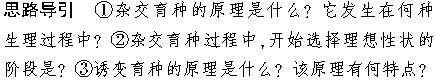 思路导引 ①杂交育种的原理是什么？它发生在何种
生理过程中？②杂交育种过程中，开始选择理想性状的
阶段是？③诱变育种的原理是什么？该原理有何特点？